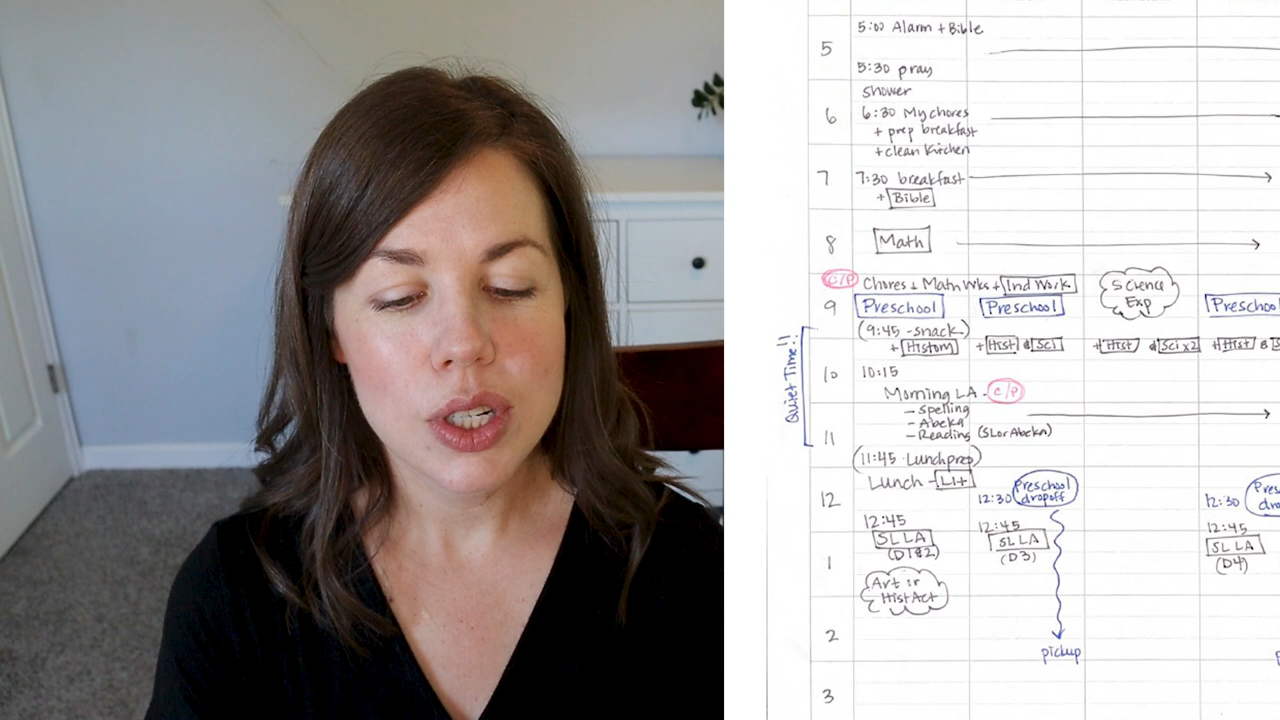 5
5:00 Alarm + Bible
5:30 pray
shower
6
6:30 My chores
+ prep breakfast
+ clean kitchen
7
7:30 breakfast
+ Bible
8
Math
C/P
Chores + Math Wks + Ind Work
Science
Exp
9
Preschool
Preschool
Preschool
(9:45 - snack)
+ History
+ Hist & Sci
+ Hist & Sci x2
+ Hist &
Quiet Time!!
10
10:15
Morning LA - C/P
- Spelling
- Abeka
- Reading (SL or Abeka)
11
(11:45 - Lunch prep)
Lunch - Lit
12
12:30 Preschool
dropoff
12:30
12:45
SL LA
(D1&2)
12:45
SL LA
(D3)
12:45
SL LA
(D4)
1
Art or
Hist Act
2
pickup
3